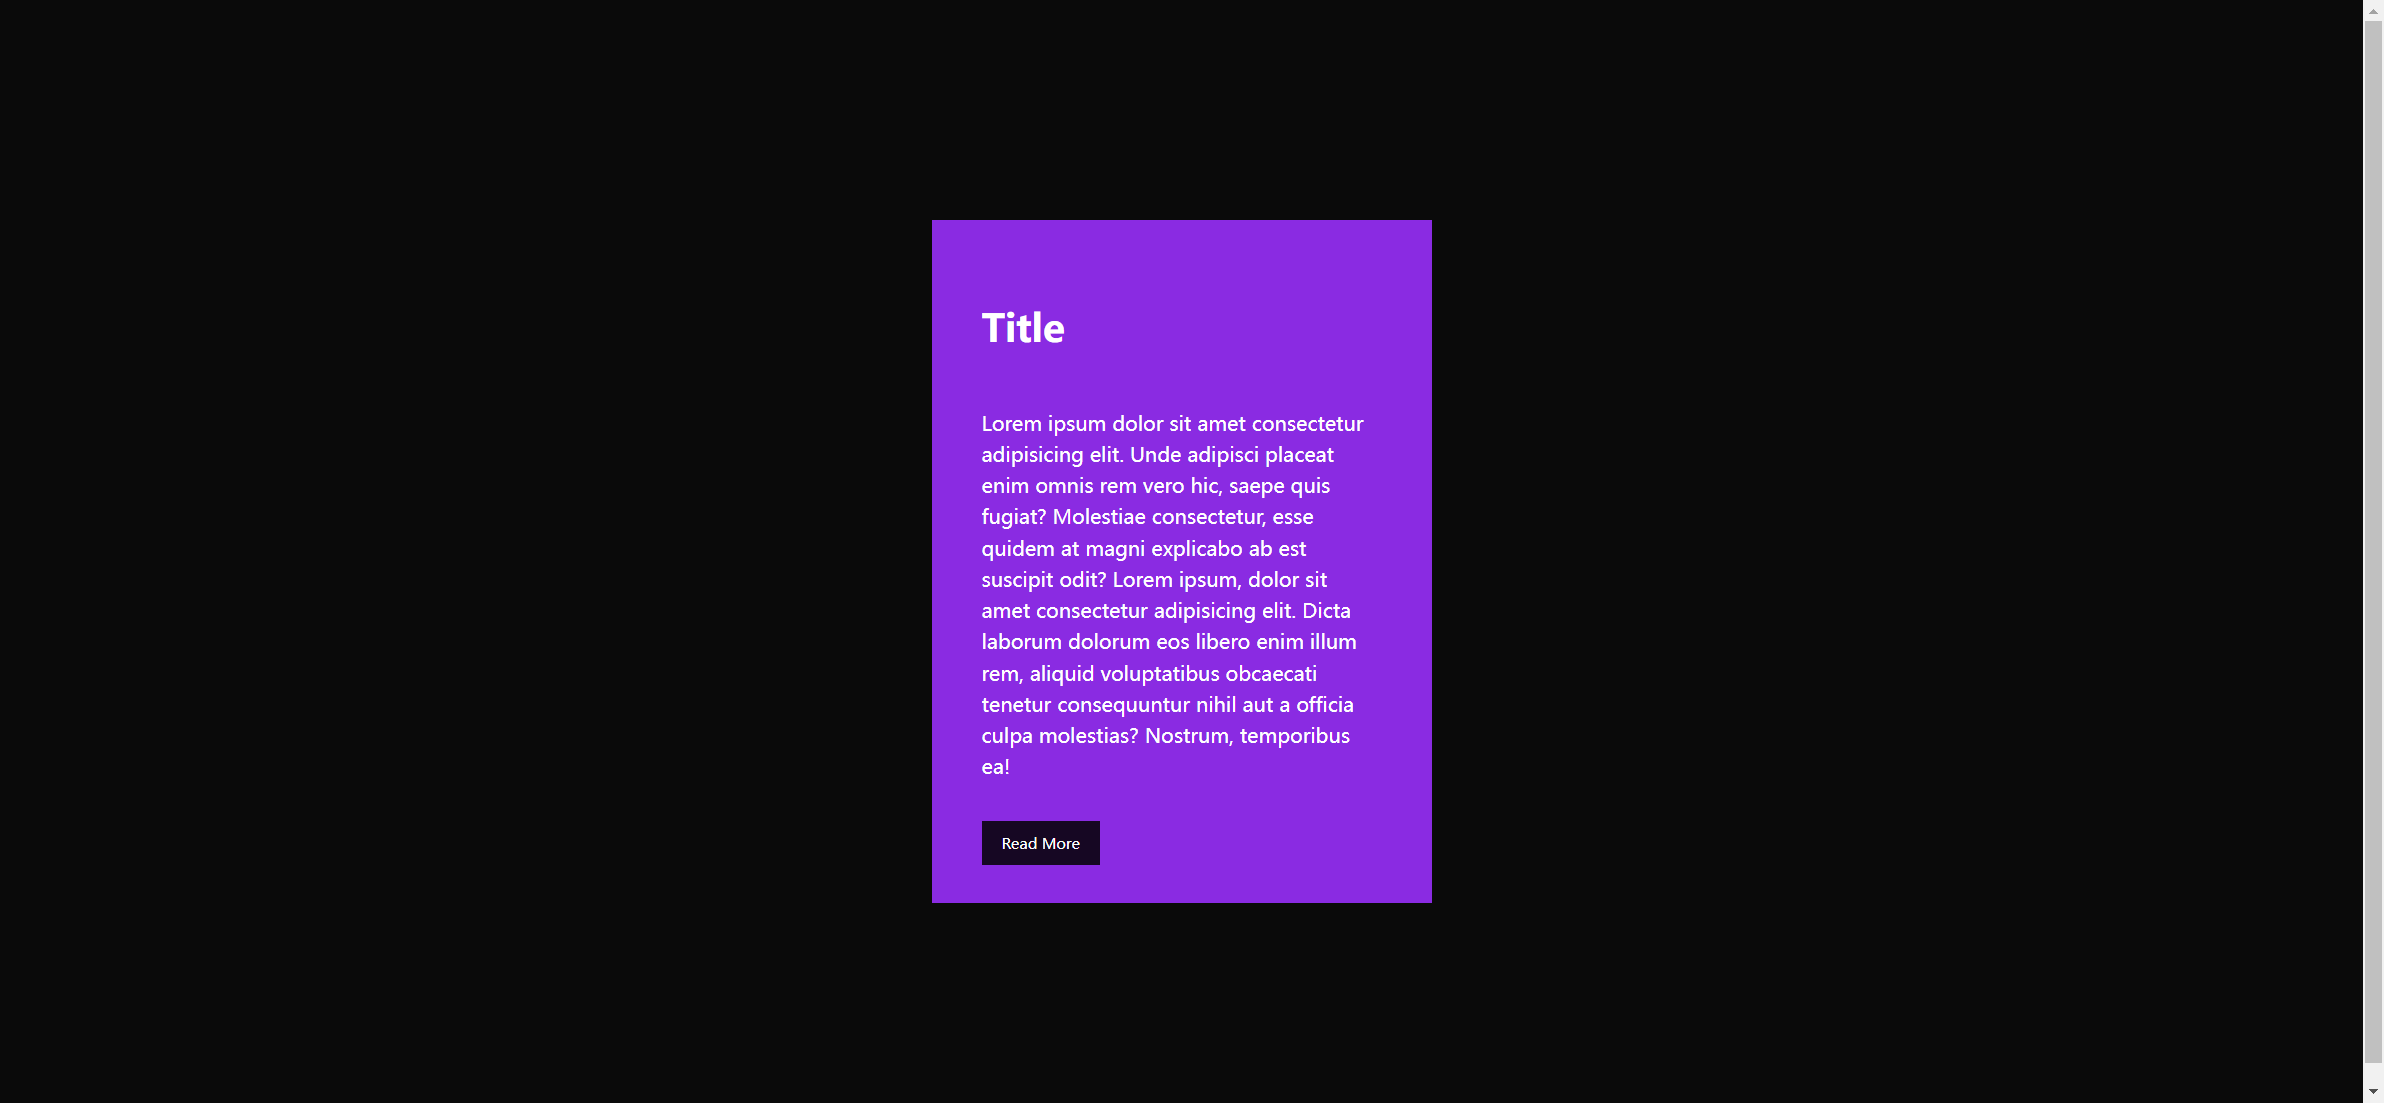 Title
Lorem ipsum dolor sit amet consectetur
adipisicing elit. Unde adipisci placeat
enim omnis rem vero hic, saepe quis
fugiat? Molestiae consectetur, esse
quidem at magni explicabo ab est
suscipit odit? Lorem ipsum, dolor sit
amet consectetur adipisicing elit. Dicta
laborum dolorum eos libero enim illum
rem, aliquid voluptatibus obcaecati
tenetur consequuntur nihil aut a officia
culpa molestias? Nostrum, temporibus
ea!
Read More